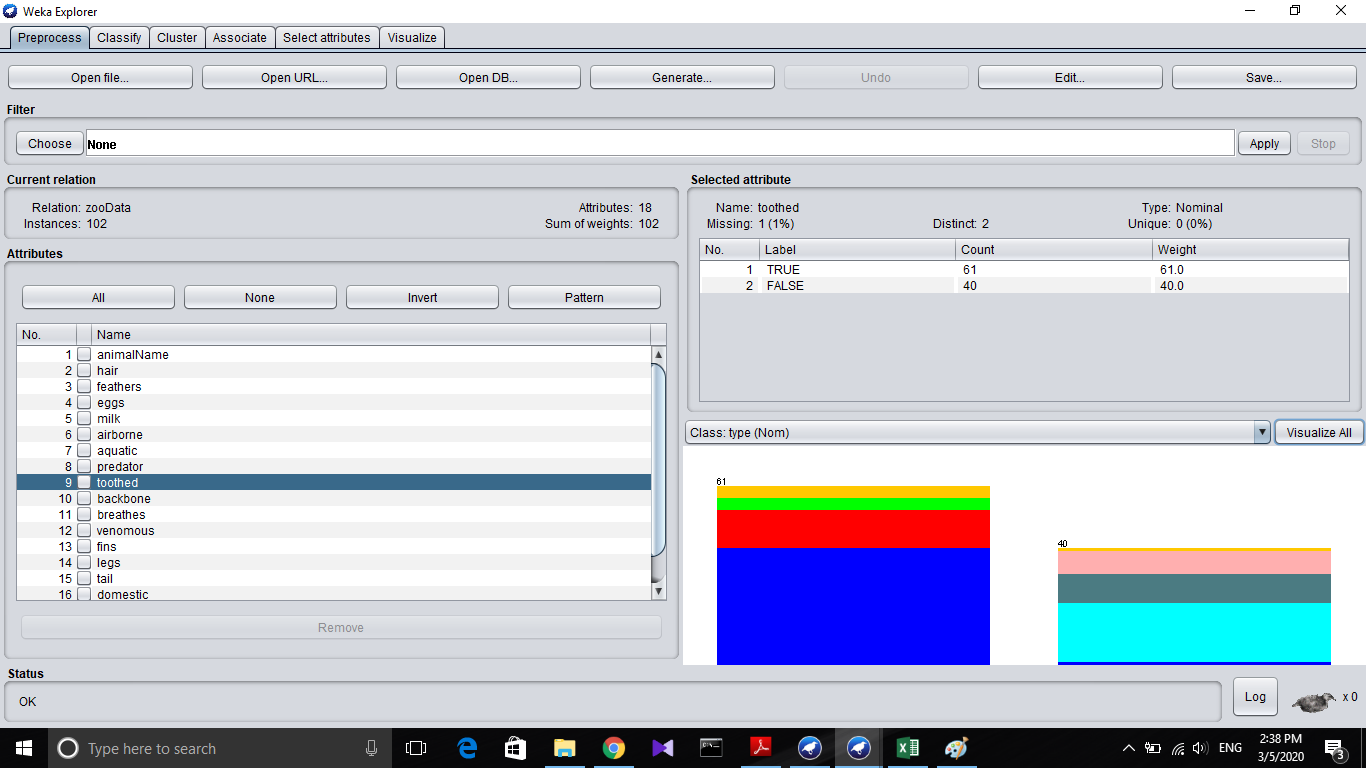 Weka Explorer
Preprocess Classify Cluster Associate Select attributes Visualize
Open file... Open URL... Open DB... Generate... Undo Edit... Save...
Filter
Choose None Apply Stop
Current relation
Relation: zooData Attributes: 18
Instances: 102 Sum of weights: 102
Attributes
All None Invert Pattern
No. Name
1 animalName
2 hair
3 feathers
4 eggs
5 milk
6 airborne
7 aquatic
8 predator
9 toothed
10 backbone
11 breathes
12 venomous
13 fins
14 legs
15 tail
16 domestic
Remove
Selected attribute
Name: toothed Type: Nominal
Missing: 1 (1%) Distinct: 2 Unique: 0 (0%)
No. Label Count Weight
1 TRUE 61 61.0
2 FALSE 40 40.0
Class: type (Nom) Visualize All
61
40
Status
OK
Log x 0
Type here to search
ENG
2:38 PM
3/5/2020
3